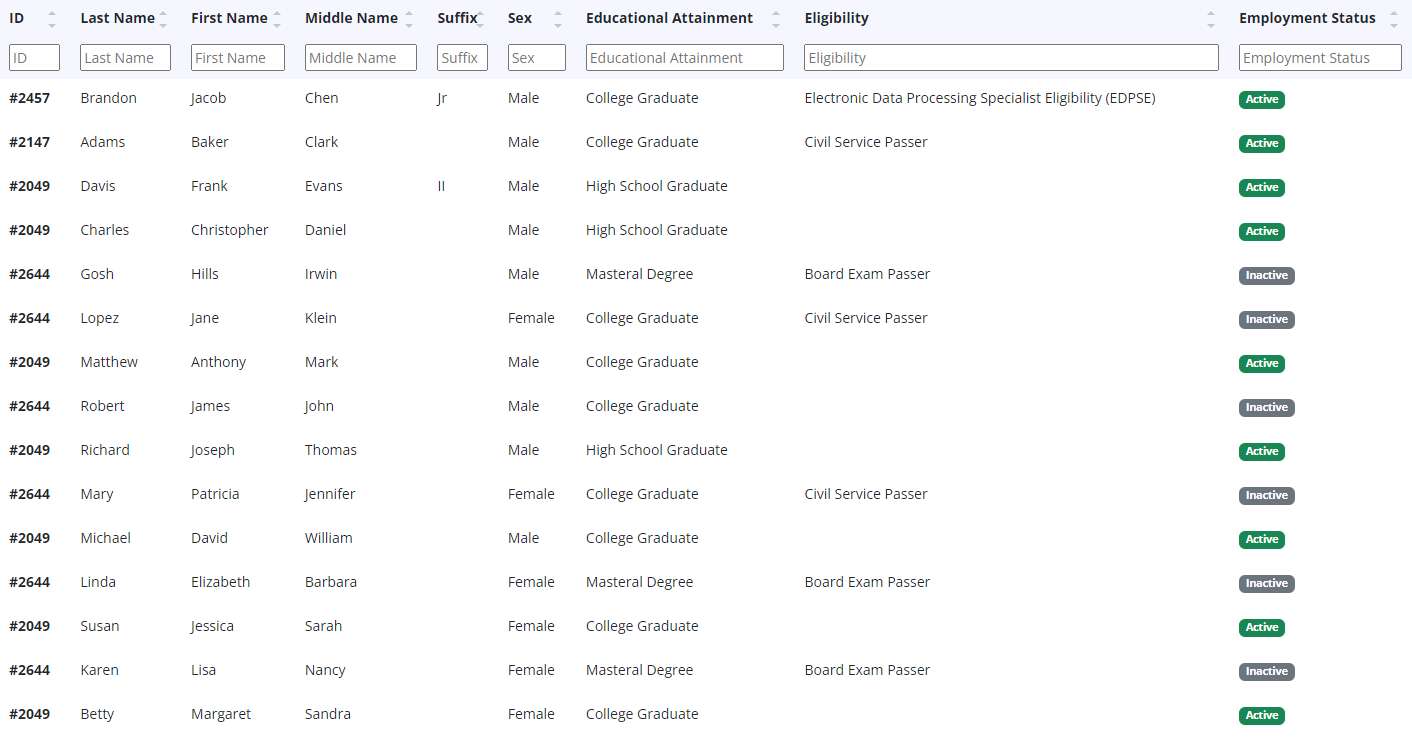 ID Last Name First Name Middle Name Suffix Sex Educational Attainment Eligibility Employment Status
ID Last Name First Name Middle Name Suffix Sex Educational Attainment Eligibility Employment Status
#2457 Brandon Jacob Chen Jr Male College Graduate Electronic Data Processing Specialist Eligibility (EDPSE) Active
#2147 Adams Baker Clark Male College Graduate Civil Service Passer Active
#2049 Davis Frank Evans II Male High School Graduate Active
#2049 Charles Christopher Daniel Male High School Graduate Active
#2644 Gosh Hills Irwin Male Masteral Degree Board Exam Passer Inactive
#2644 Lopez Jane Klein Female College Graduate Civil Service Passer Inactive
#2049 Matthew Anthony Mark Male College Graduate Active
#2644 Robert James John Male College Graduate Inactive
#2049 Richard Joseph Thomas Male High School Graduate Active
#2644 Mary Patricia Jennifer Female College Graduate Civil Service Passer Inactive
#2049 Michael David William Male College Graduate Active
#2644 Linda Elizabeth Barbara Female Masteral Degree Board Exam Passer Inactive
#2049 Susan Jessica Sarah Female College Graduate Active
#2644 Karen Lisa Nancy Female Masteral Degree Board Exam Passer Inactive
#2049 Betty Margaret Sandra Female College Graduate Active